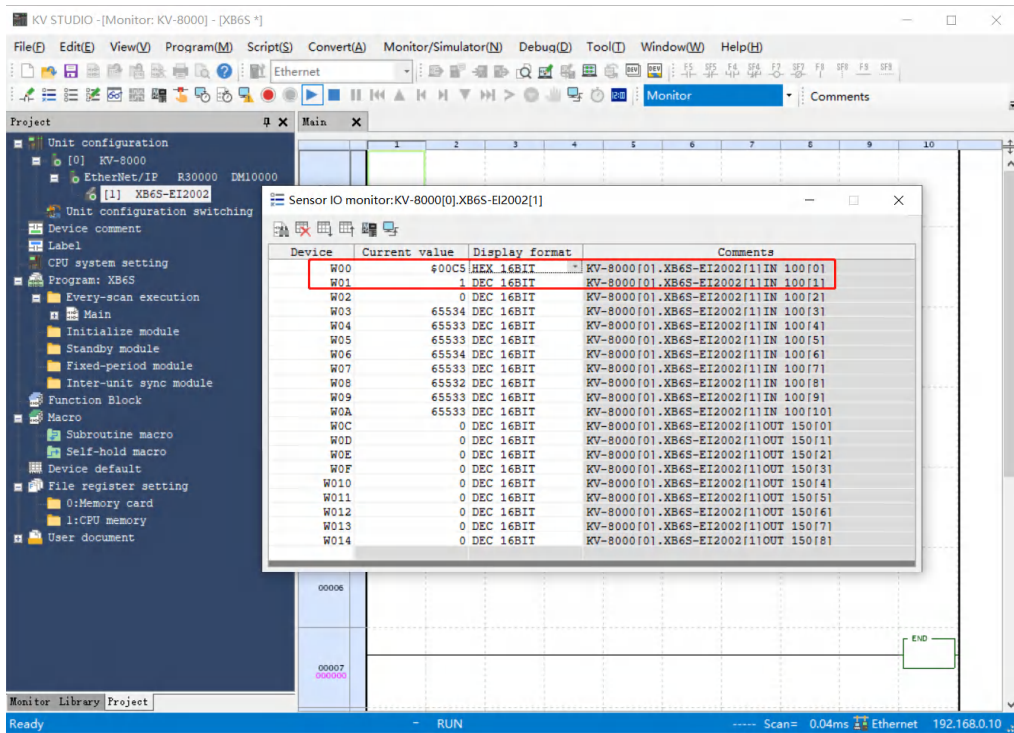 KV STUDIO -[Monitor: KV-8000] - [XB6S *]
File(F) Edit(E) View(V) Program(M) Script(S) Convert(A) Monitor/Simulator(N) Debug(D) Tool(T) Window(W) Help(H)
Ethernet
F5 SF5 F4 SF4 F7 SF7 F8 SF8 F9 SF9
Monitor Comments
Project
Main
Unit configuration
[0] KV-8000
EtherNet/IP R30000 DM10000
[1] XB6S-EI2002
Unit configuration switching
Device comment
Label
CPU system setting
Program: XB6S
Every-scan execution
Main
Initialize module
Standby module
Fixed-period module
Inter-unit sync module
Function Block
Macro
Subroutine macro
Self-hold macro
Device default
File register setting
0:Memory card
1:CPU memory
User document
Monitor Library Project
1 2 3 4 5 6 7 8 9 10
Sensor IO monitor:KV-8000[0].XB6S-EI2002[1]
Device Current value Display format Comments
W00 $00C5 HEX 16BIT KV-8000[0].XB6S-EI2002[1]IN 100[0]
W01 1 DEC 16BIT KV-8000[0].XB6S-EI2002[1]IN 100[1]
W02 0 DEC 16BIT KV-8000[0].XB6S-EI2002[1]IN 100[2]
W03 65534 DEC 16BIT KV-8000[0].XB6S-EI2002[1]IN 100[3]
W04 65533 DEC 16BIT KV-8000[0].XB6S-EI2002[1]IN 100[4]
W05 65533 DEC 16BIT KV-8000[0].XB6S-EI2002[1]IN 100[5]
W06 65534 DEC 16BIT KV-8000[0].XB6S-EI2002[1]IN 100[6]
W07 65533 DEC 16BIT KV-8000[0].XB6S-EI2002[1]IN 100[7]
W08 65532 DEC 16BIT KV-8000[0].XB6S-EI2002[1]IN 100[8]
W09 65533 DEC 16BIT KV-8000[0].XB6S-EI2002[1]IN 100[9]
W0A 65533 DEC 16BIT KV-8000[0].XB6S-EI2002[1]IN 100[10]
W0C 0 DEC 16BIT KV-8000[0].XB6S-EI2002[1]OUT 150[0]
W0D 0 DEC 16BIT KV-8000[0].XB6S-EI2002[1]OUT 150[1]
W0E 0 DEC 16BIT KV-8000[0].XB6S-EI2002[1]OUT 150[2]
W0F 0 DEC 16BIT KV-8000[0].XB6S-EI2002[1]OUT 150[3]
W010 0 DEC 16BIT KV-8000[0].XB6S-EI2002[1]OUT 150[4]
W011 0 DEC 16BIT KV-8000[0].XB6S-EI2002[1]OUT 150[5]
W012 0 DEC 16BIT KV-8000[0].XB6S-EI2002[1]OUT 150[6]
W013 0 DEC 16BIT KV-8000[0].XB6S-EI2002[1]OUT 150[7]
W014 0 DEC 16BIT KV-8000[0].XB6S-EI2002[1]OUT 150[8]
00006
END
00007
000000
Ready - RUN ----- Scan= 0.04ms Ethernet 192.168.0.10